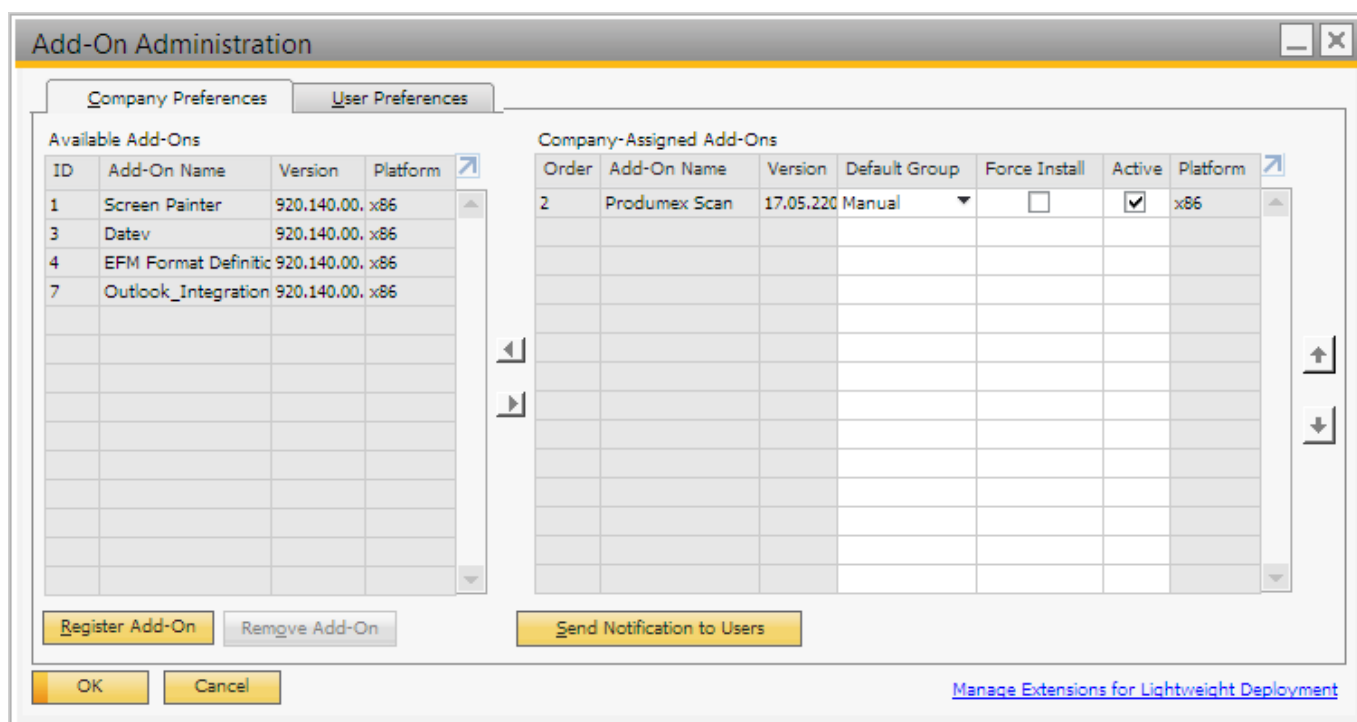 Add-On Administration
Company Preferences User Preferences
Available Add-Ons Company-Assigned Add-Ons
ID Add-On Name Version Platform Order Add-On Name Version Default Group Force Install Active Platform
1 Screen Painter 920.140.00. x86 2 Produmex Scan 17.05.220 Manual x86
3 Datev 920.140.00. x86
4 EFM Format Definitic 920.140.00. x86
7 Outlook_Integration 920.140.00. x86
Register Add-On Remove Add-On Send Notification to Users
OK Cancel Manage Extensions for Lightweight Deployment